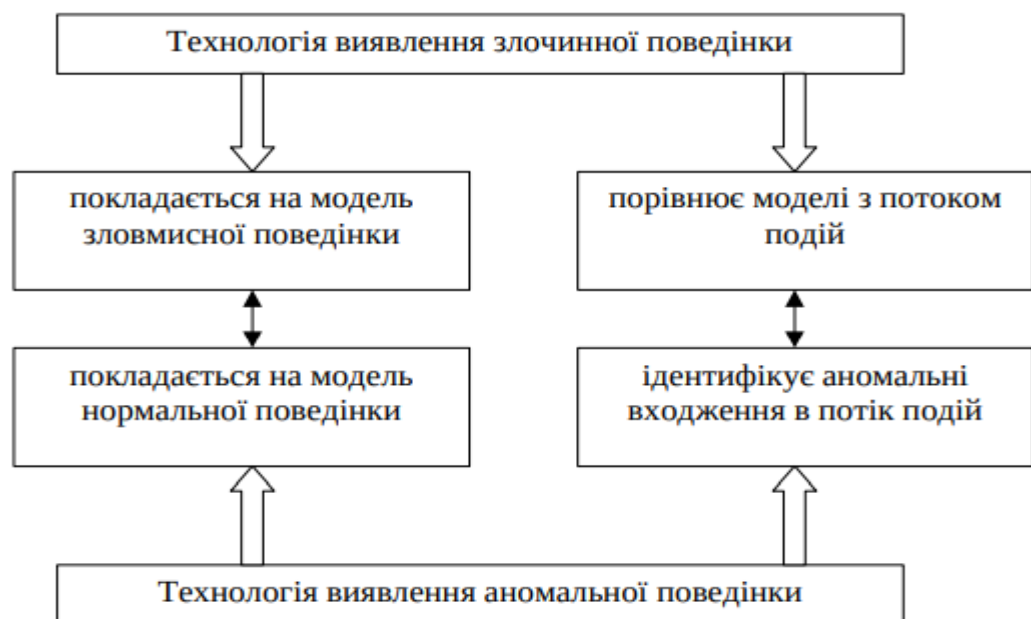 Технологія виявлення злочинної поведінки
покладається на модель
зловмисної поведінки
порівнює моделі з потоком
подій
покладається на модель
нормальної поведінки
ідентифікує аномальні
входження в потік подій
Технологія виявлення аномальної поведінки